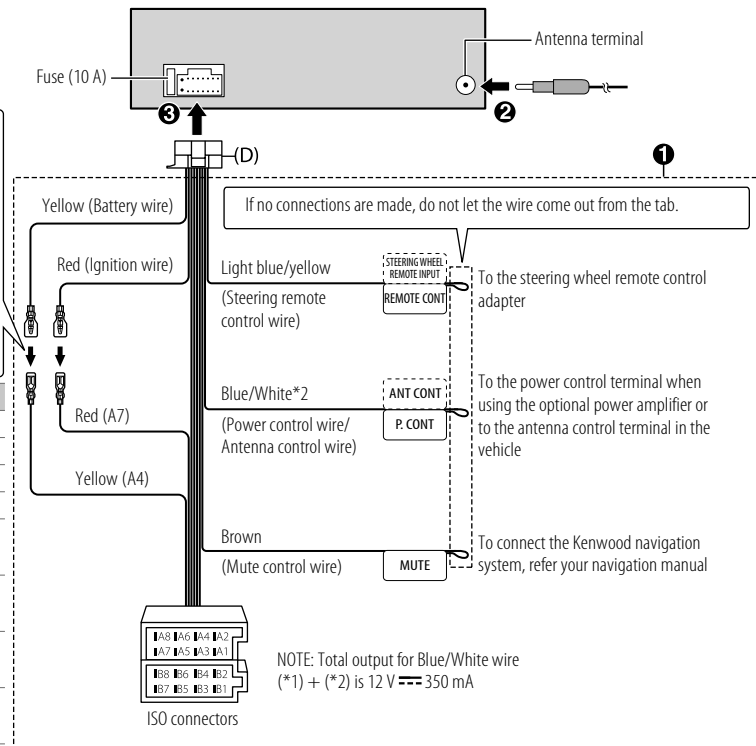 Antenna terminal
Fuse (10 A)
❸
❷
(D)
❶
Yellow (Battery wire)
If no connections are made, do not let the wire come out from the tab.
Red (Ignition wire)
Light blue/yellow
(Steering remote
control wire)
STEERING WHEEL
REMOTE INPUT
REMOTE CONT
To the steering wheel remote control
adapter
Blue/White*2
(Power control wire/
Antenna control wire)
ANT CONT
P. CONT
To the power control terminal when
using the optional power amplifier or
to the antenna control terminal in the
vehicle
Red (A7)
Yellow (A4)
Brown
(Mute control wire)
MUTE
To connect the Kenwood navigation
system, refer your navigation manual
A8 A6 A4 A2
A7 A5 A3 A1
B8 B6 B4 B2
B7 B5 B3 B1
ISO connectors
NOTE: Total output for Blue/White wire
(*1) + (*2) is 12 V ⎓ 350 mA